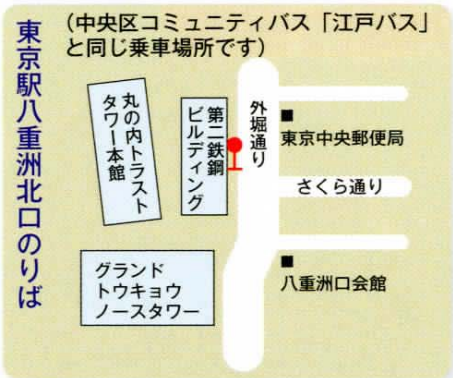 東京駅八重洲北口のりば
(中央区コミュニティバス「江戸バス」
と同じ乗車場所です)
丸の内トラスト
タワー本館
第二鉄鋼
ビルディング
外堀通り
■
東京中央郵便局
さくら通り
■
八重洲口会館
グランド
トウキョウ
ノースタワー